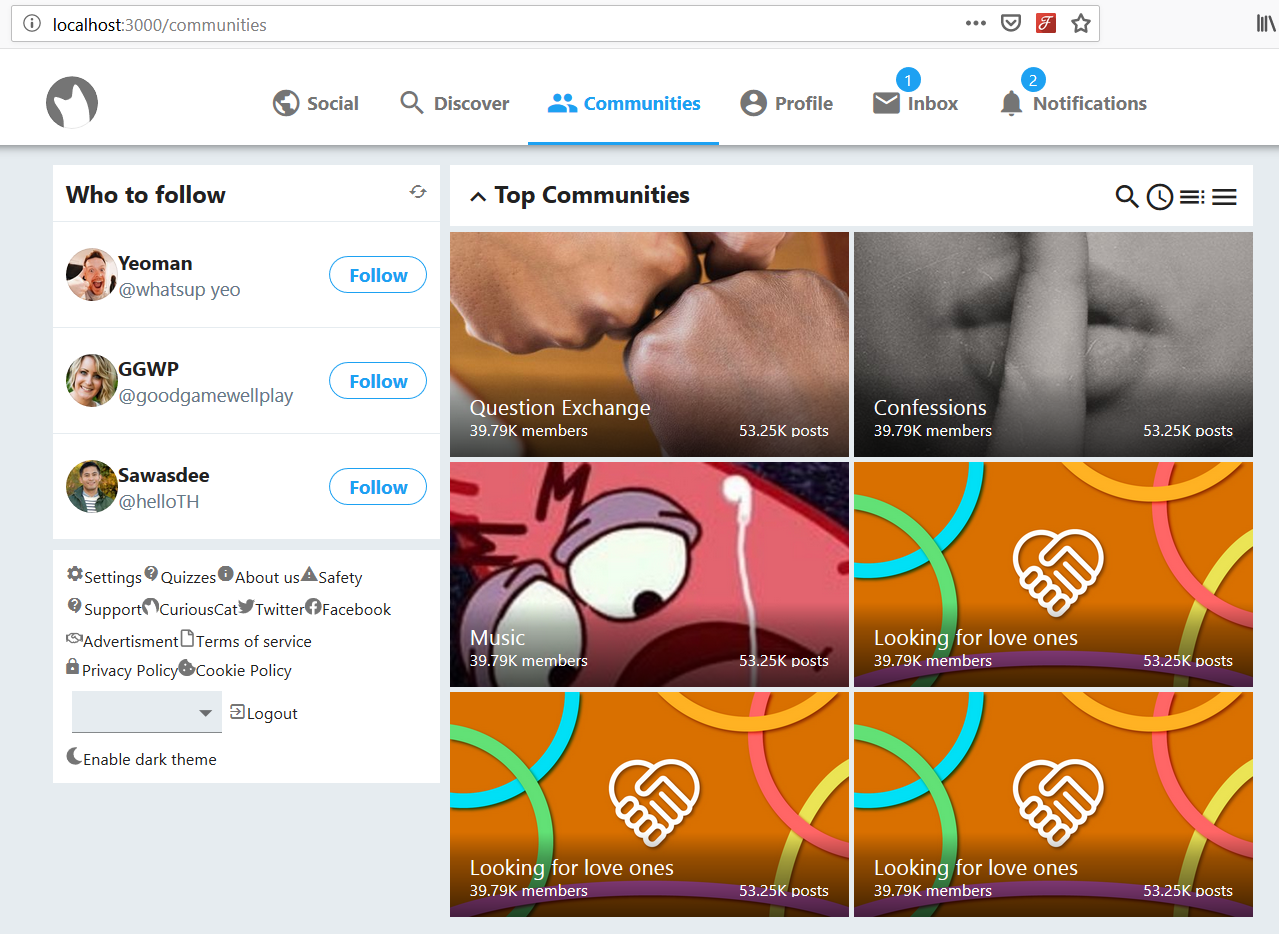 localhost:3000/communities
Social
Discover
Communities
Profile
1
Inbox
2
Notifications
Who to follow
Yeoman
@whatsup yeo
Follow
GGWP
@goodgamewellplay
Follow
Sawasdee
@helloTH
Follow
Settings Quizzes About us Safety
Support CuriousCat Twitter Facebook
Advertisment Terms of service
Privacy Policy Cookie Policy
Logout
Enable dark theme
Top Communities
Question Exchange
39.79K members 53.25K posts
Confessions
39.79K members 53.25K posts
Music
39.79K members 53.25K posts
Looking for love ones
39.79K members 53.25K posts
Looking for love ones
39.79K members 53.25K posts
Looking for love ones
39.79K members 53.25K posts